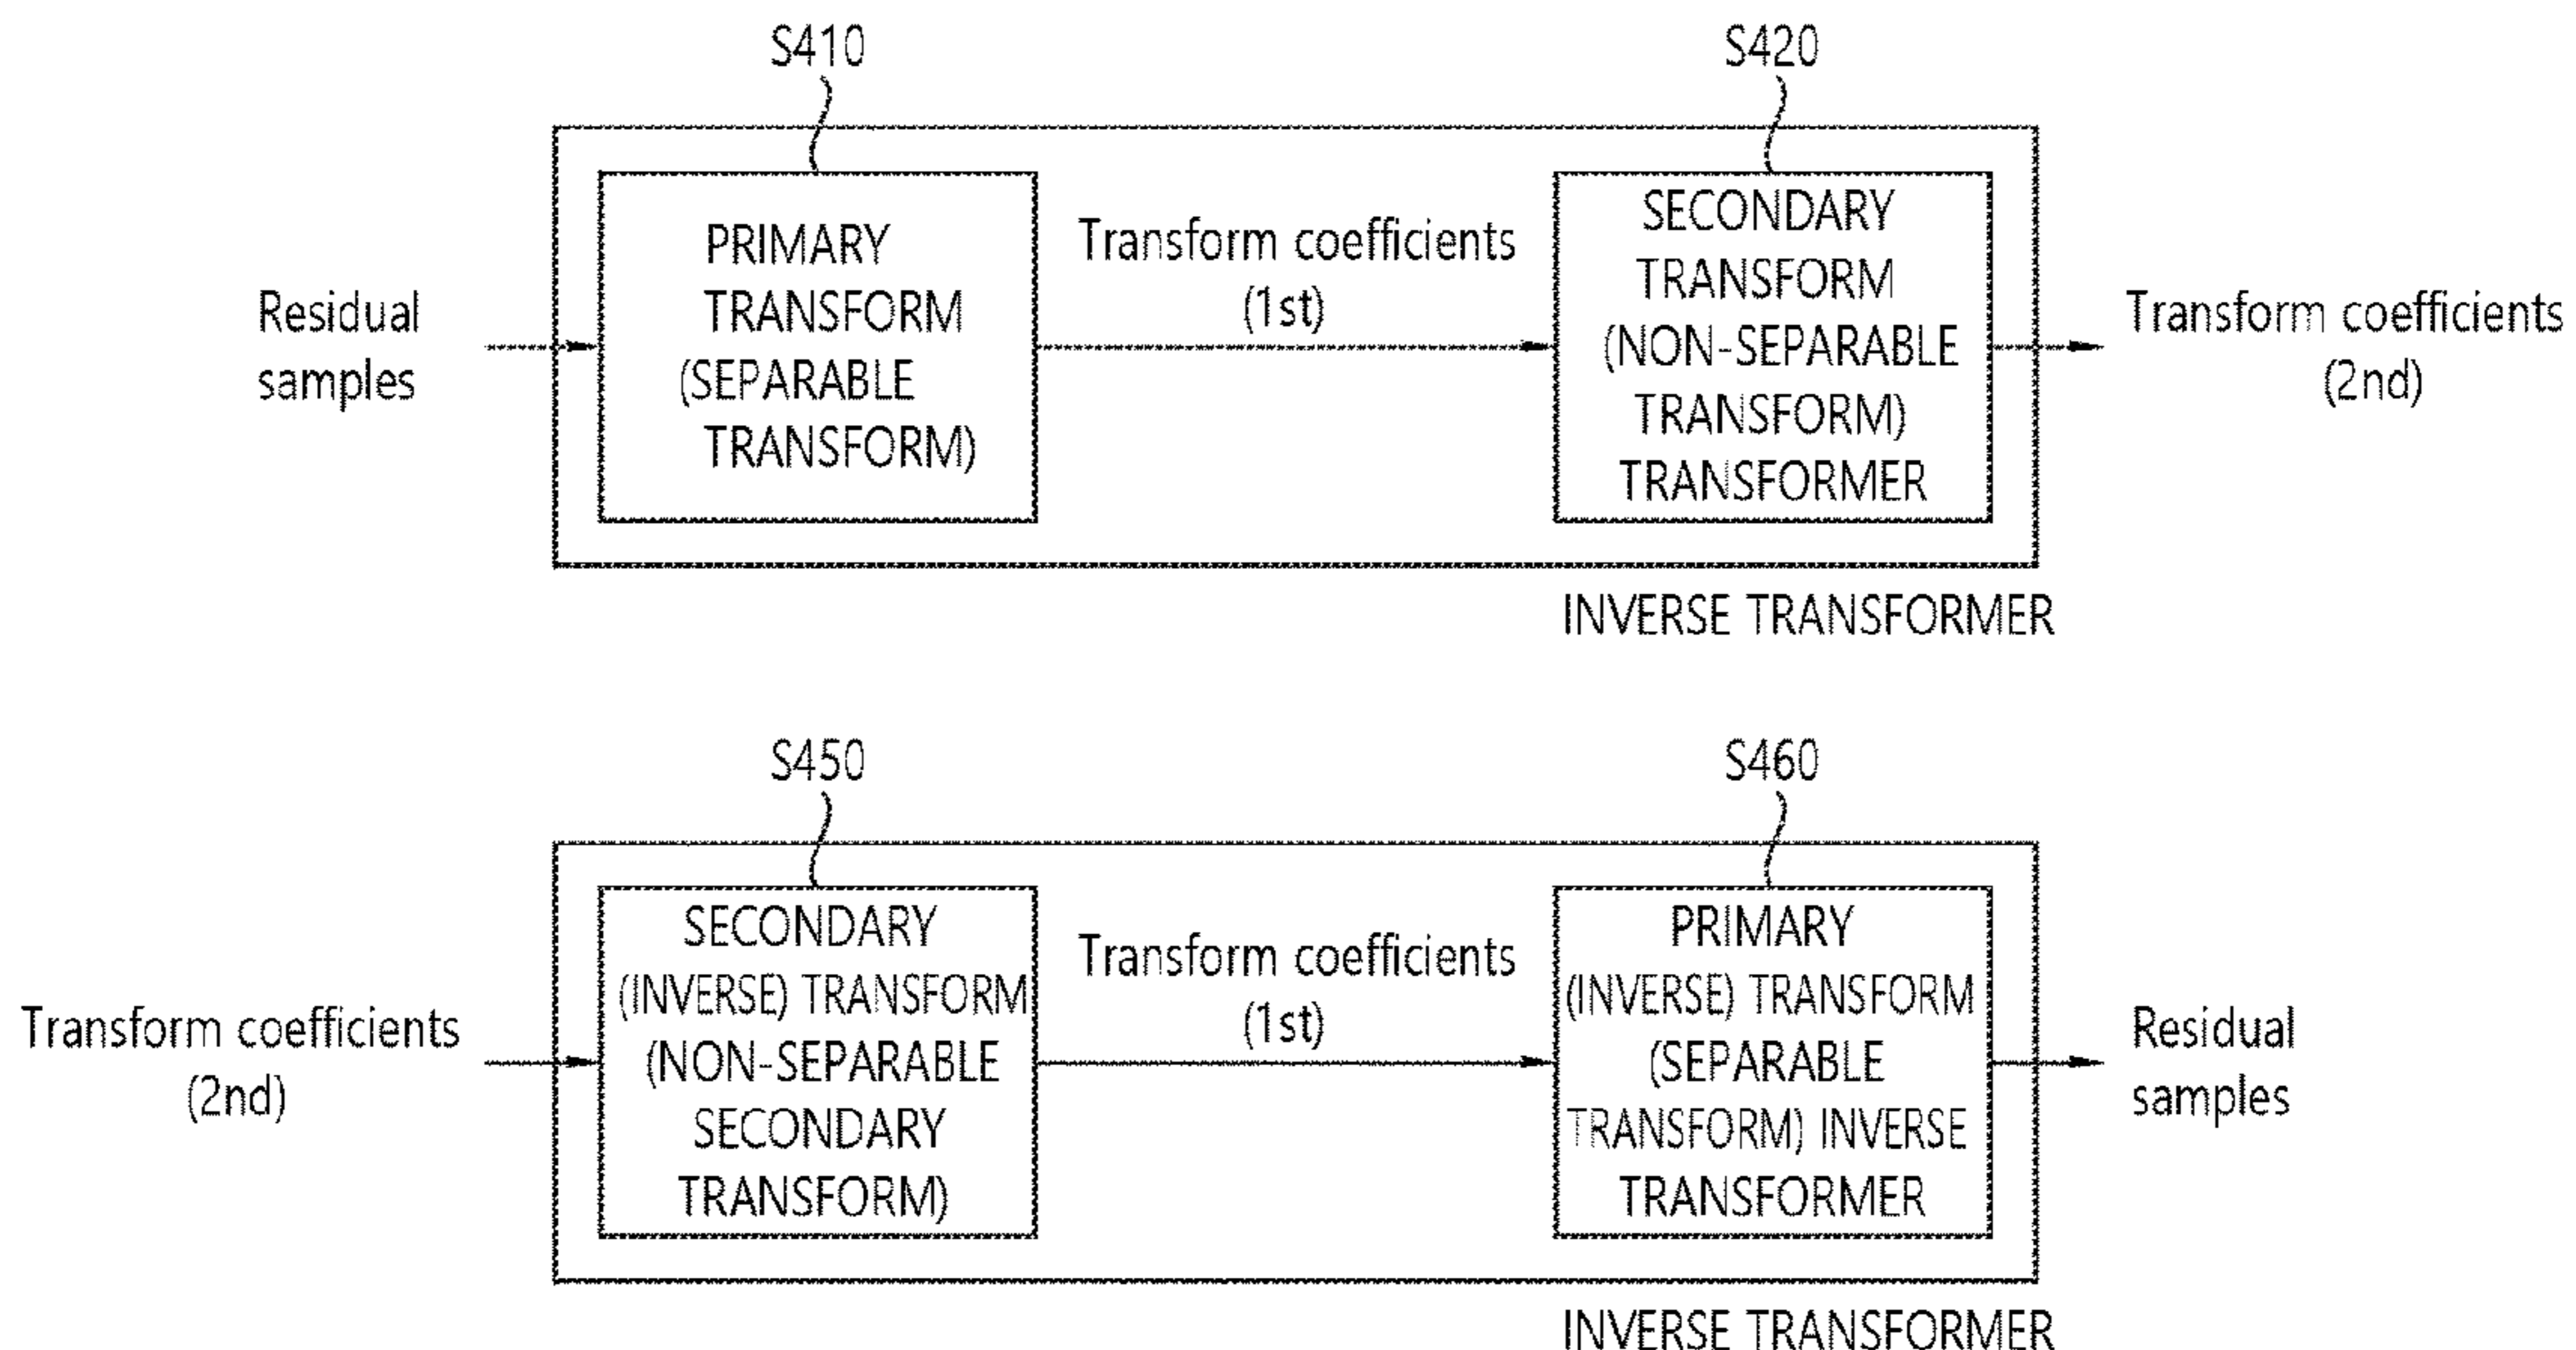 S410
S420
Residual
samples
PRIMARY
TRANSFORM
(SEPARABLE
TRANSFORM)
Transform coefficients
(1st)
SECONDARY
TRANSFORM
(NON-SEPARABLE
TRANSFORM)
TRANSFORMER
Transform coefficients
(2nd)
INVERSE TRANSFORMER
S450
S460
Transform coefficients
(2nd)
SECONDARY
(INVERSE) TRANSFORM
(NON-SEPARABLE
SECONDARY
TRANSFORM)
Transform coefficients
(1st)
PRIMARY
(INVERSE) TRANSFORM
(SEPARABLE
TRANSFORM) INVERSE
TRANSFORMER
Residual
samples
INVERSE TRANSFORMER